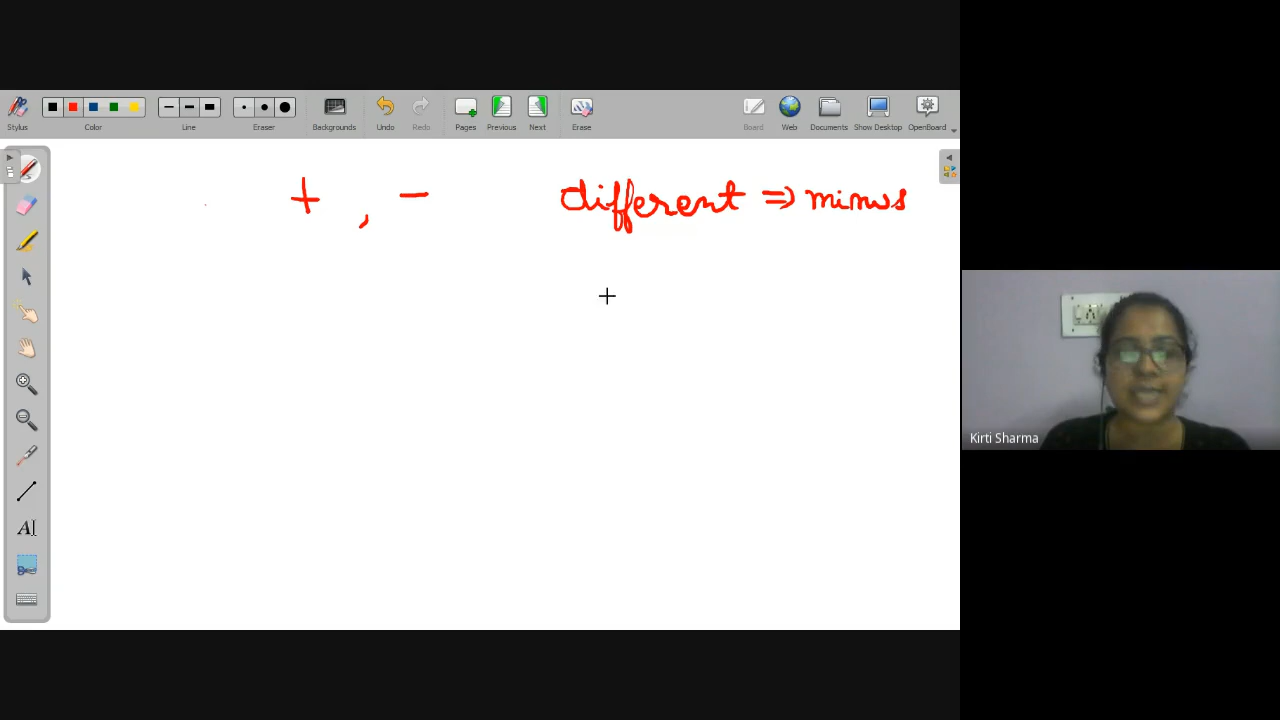 Stylus Color Line Eraser Backgrounds Undo Redo Pages Previous Next Erase Board Web Documents Show Desktop OpenBoard
+ , - different ⇒ minus
A
Kirti Sharma